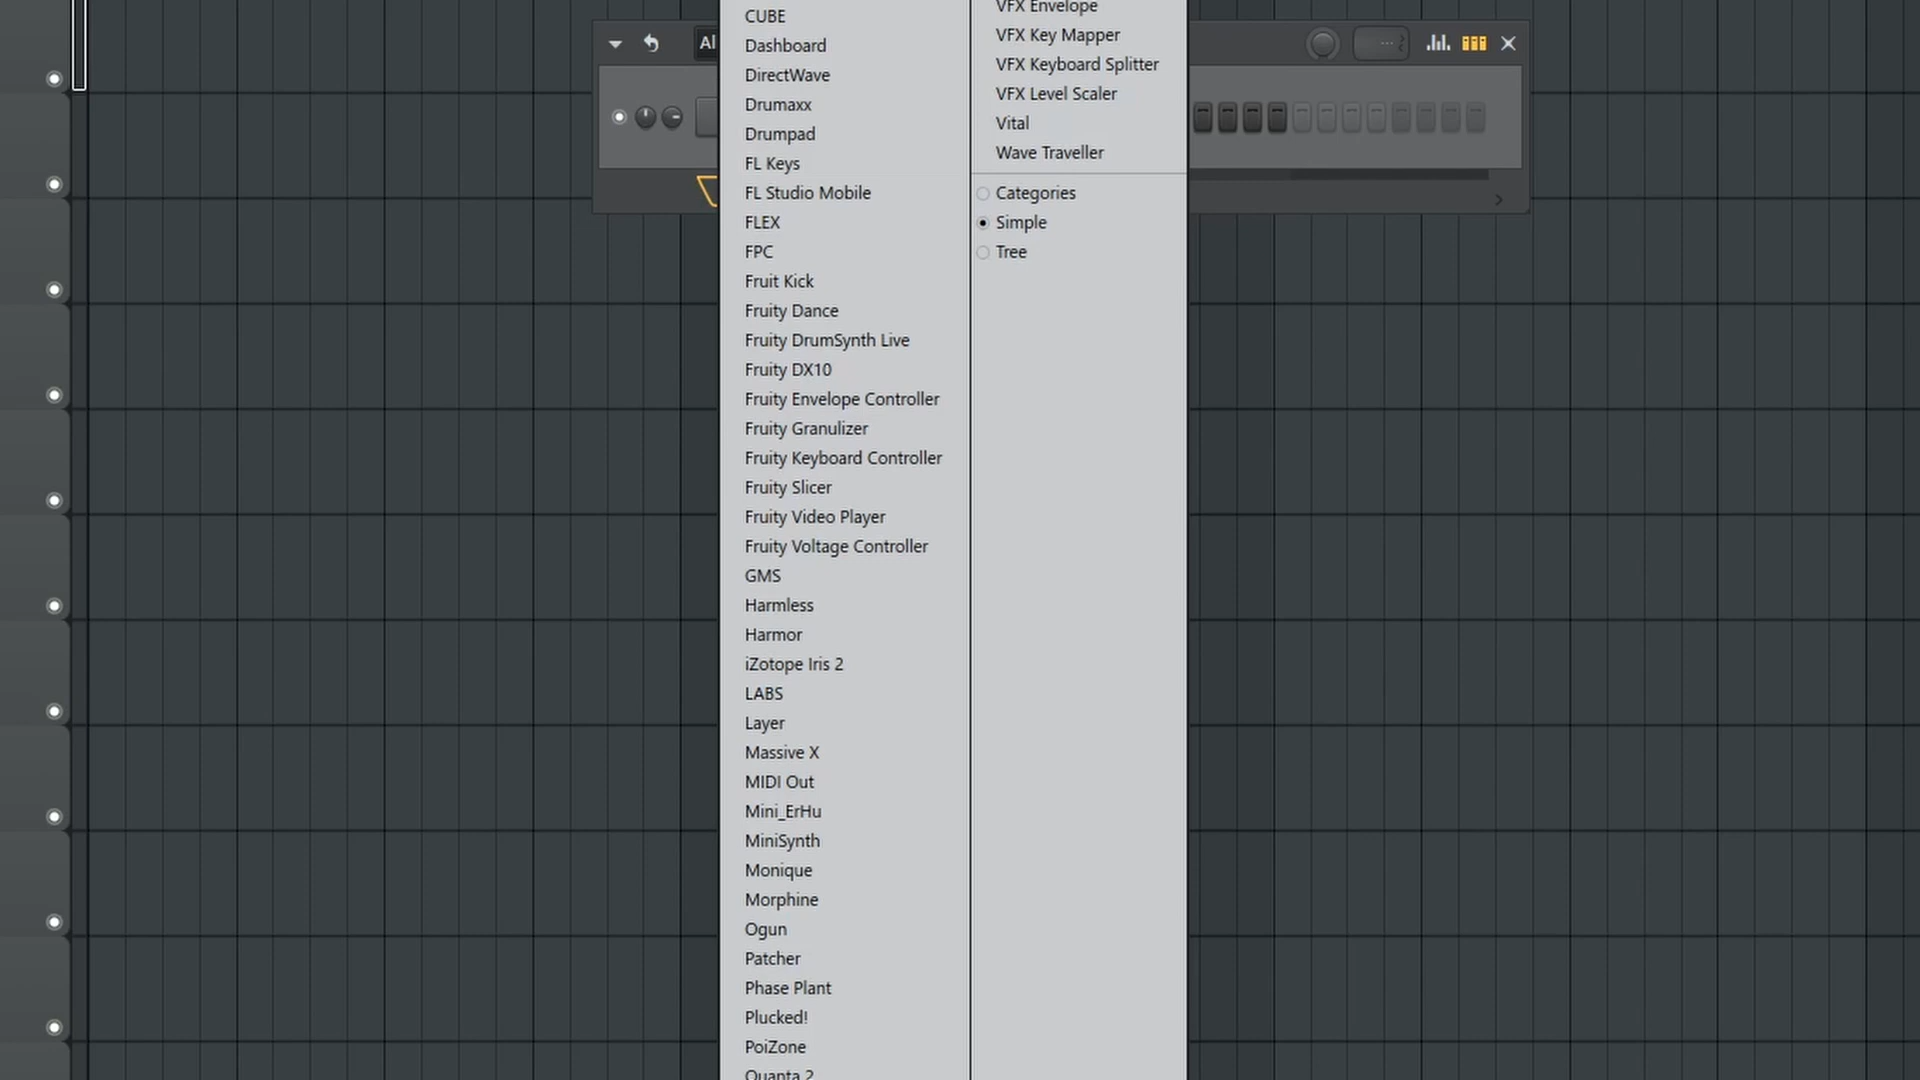 CUBE
Dashboard
DirectWave
Drumaxx
Drumpad
FL Keys
FL Studio Mobile
FLEX
FPC
Fruit Kick
Fruity Dance
Fruity DrumSynth Live
Fruity DX10
Fruity Envelope Controller
Fruity Granulizer
Fruity Keyboard Controller
Fruity Slicer
Fruity Video Player
Fruity Voltage Controller
GMS
Harmless
Harmor
iZotope Iris 2
LABS
Layer
Massive X
MIDI Out
Mini_ErHu
MiniSynth
Monique
Morphine
Ogun
Patcher
Phase Plant
Plucked!
PoiZone
Quanta 2
VFX Envelope
VFX Key Mapper
VFX Keyboard Splitter
VFX Level Scaler
Vital
Wave Traveller
Categories
Simple
Tree
Al